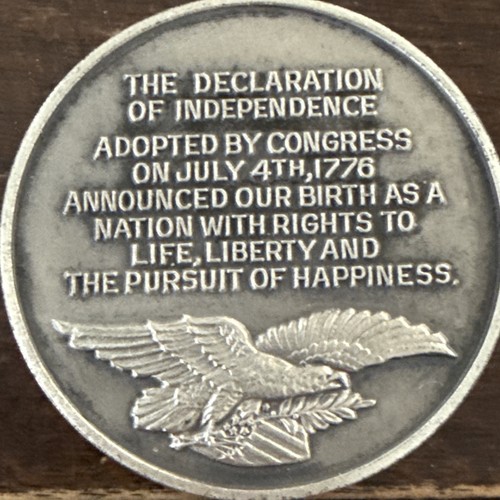 THE DECLARATION
OF INDEPENDENCE
ADOPTED BY CONGRESS
ON JULY 4TH, 1776
ANNOUNCED OUR BIRTH AS A
NATION WITH RIGHTS TO
LIFE, LIBERTY AND
THE PURSUIT OF HAPPINESS.